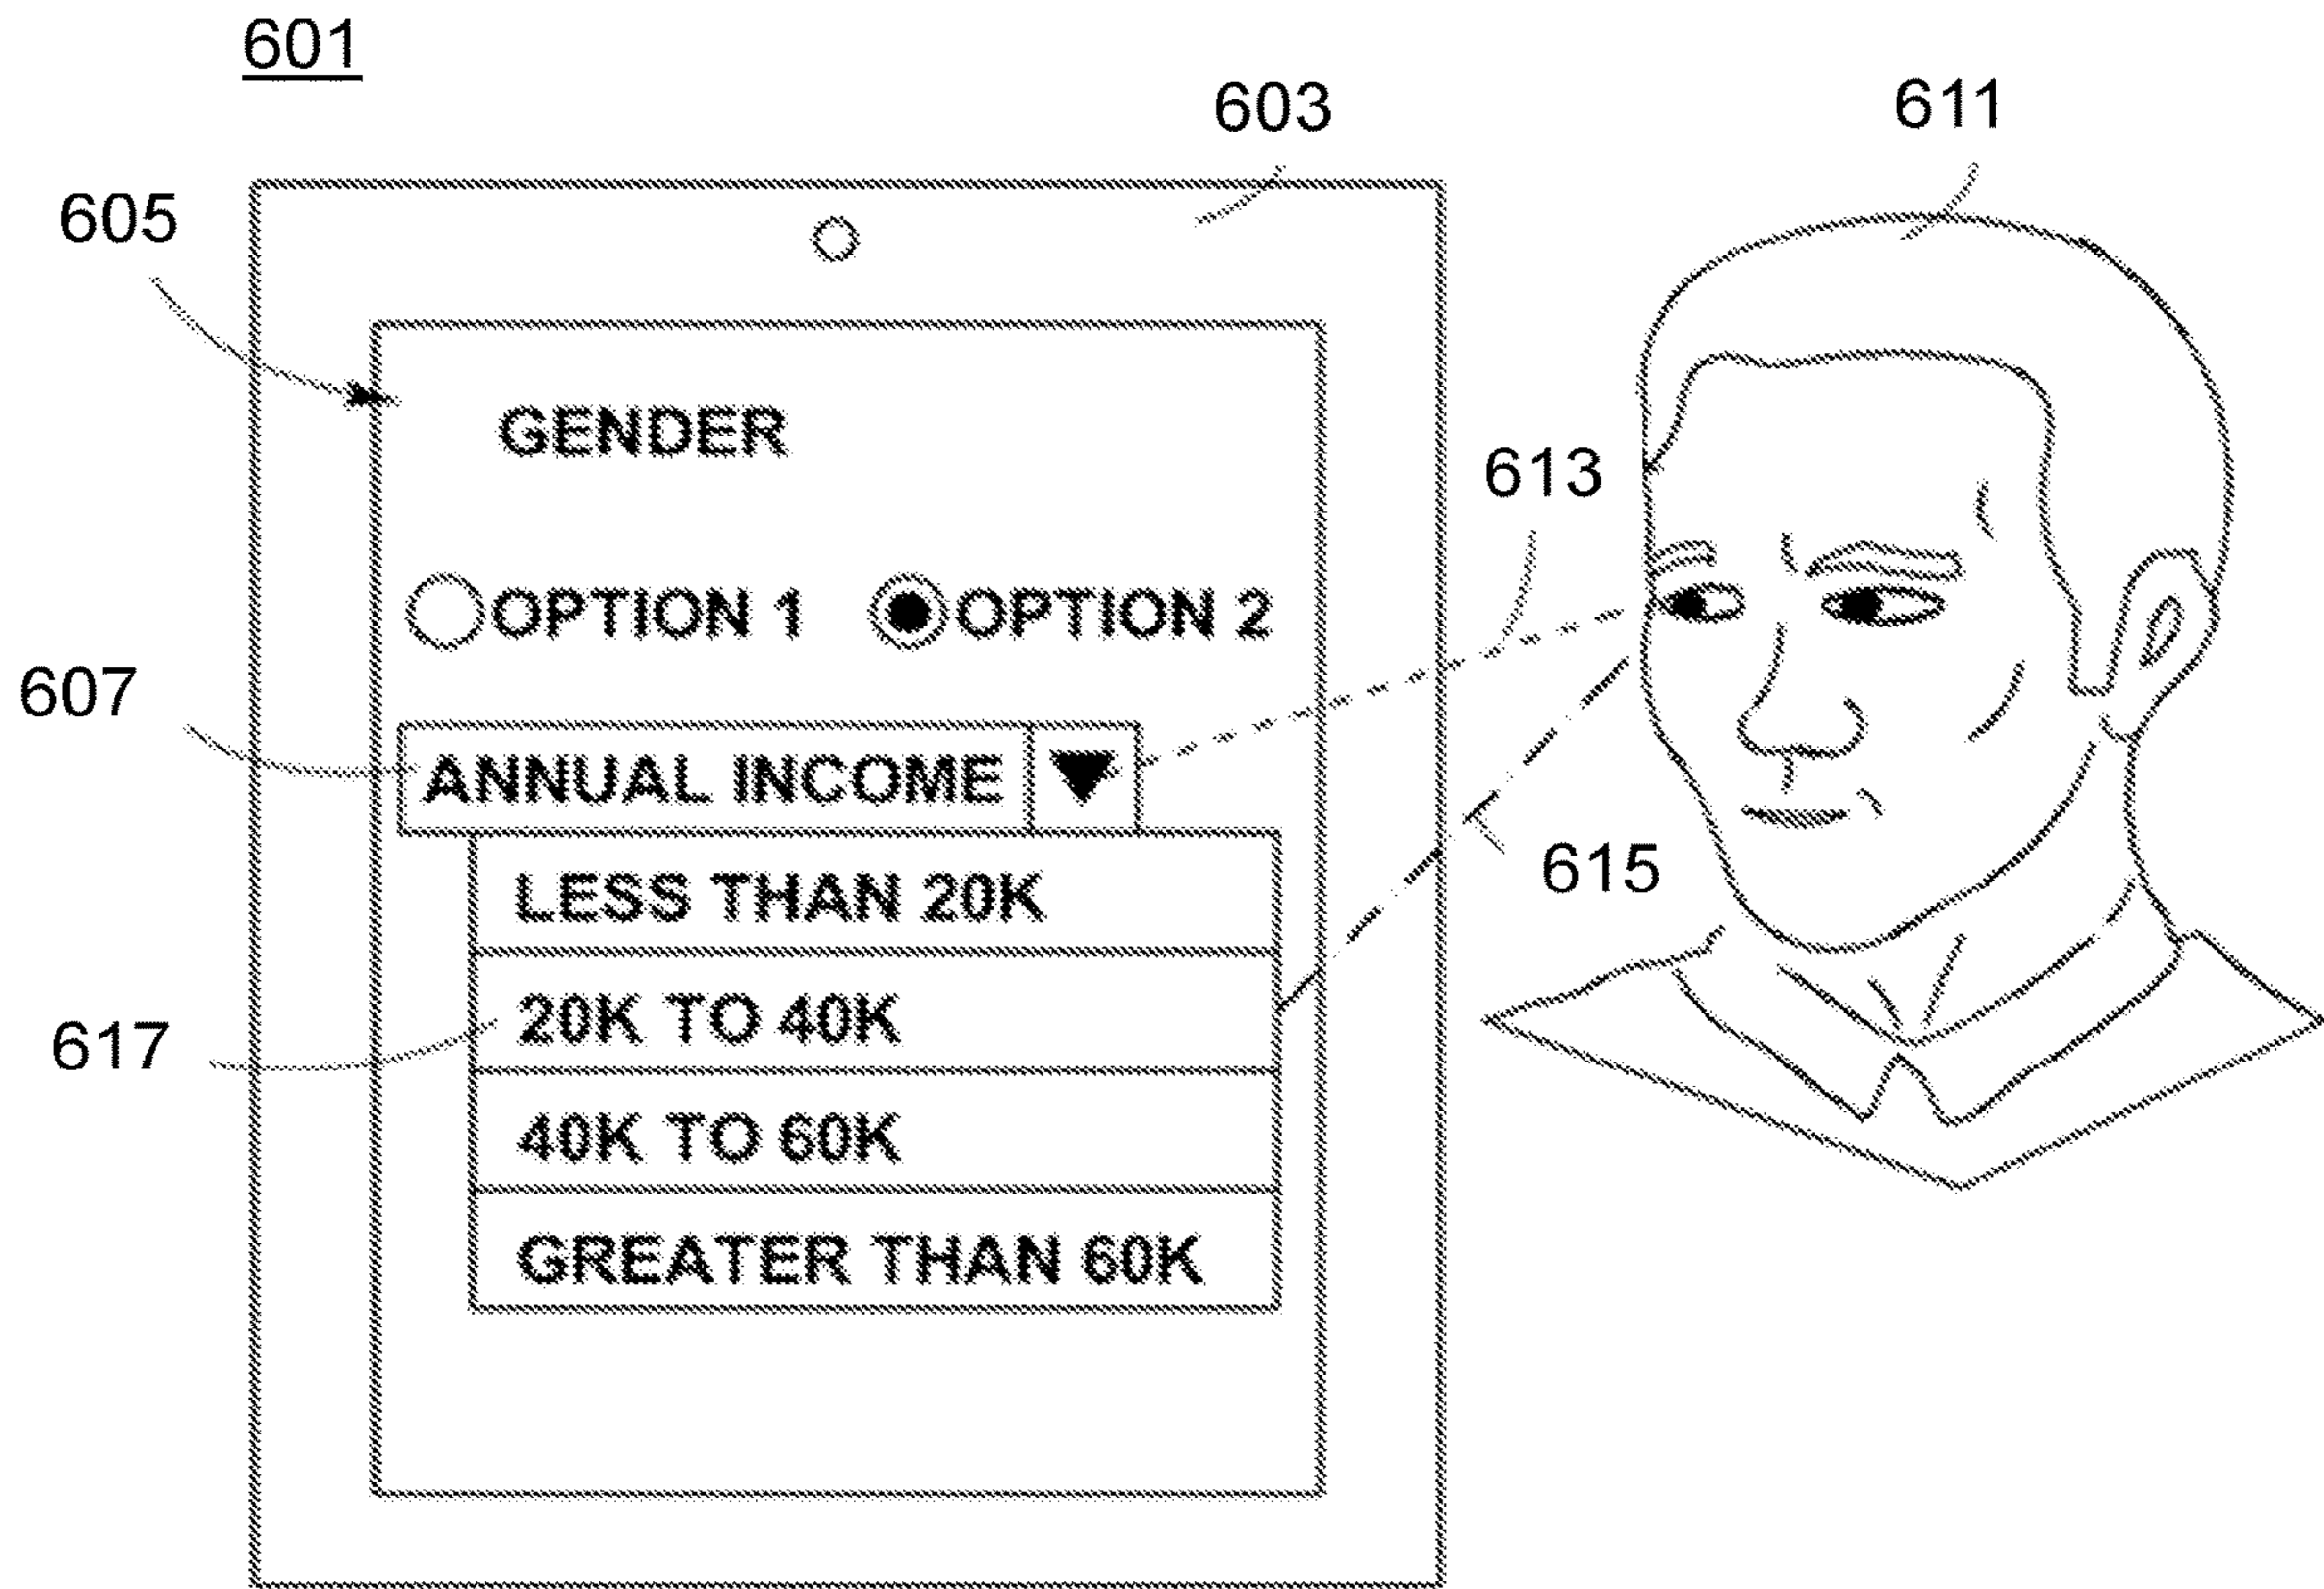 601
603
611
605
GENDER
613
OPTION 1 OPTION 2
607
ANNUAL INCOME
615
LESS THAN 20K
617
20K TO 40K
40K TO 60K
GREATER THAN 60K